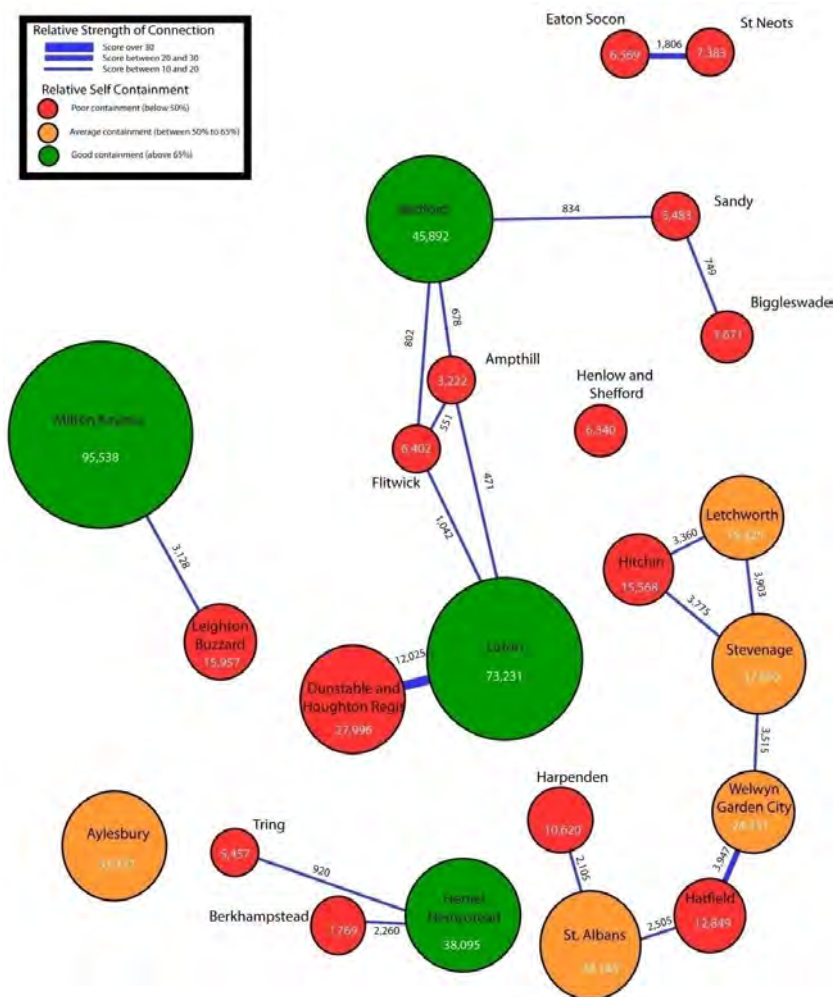 Relative Strength of Connection
Score over 30
Score between 20 and 30
Score between 10 and 20
Relative Self Containment
Poor containment (below 50%)
Average containment (between 50% to 65%)
Good containment (above 65%)
Eaton Socon
St Neots
6,569
1,806
7,385
Bedford
45,892
834
Sandy
5,483
749
Biggleswade
3,671
802
678
Ampthill
3,222
551
6,402
Flitwick
471
1,042
Henlow and
Shefford
6,340
Milton Keynes
95,538
3,128
Leighton
Buzzard
15,957
Letchworth
Hitchin
15,568
3,360
3,903
3,775
Stevenage
Luton
73,231
12,025
Dunstable and
Houghton Regis
27,996
3,515
Welwyn
Garden City
Harpenden
10,620
2,105
3,947
Hatfield
12,849
2,505
St. Albans
Aylesbury
Tring
5,457
920
Berkhampstead
2,260
Hemel
Hempstead
38,095